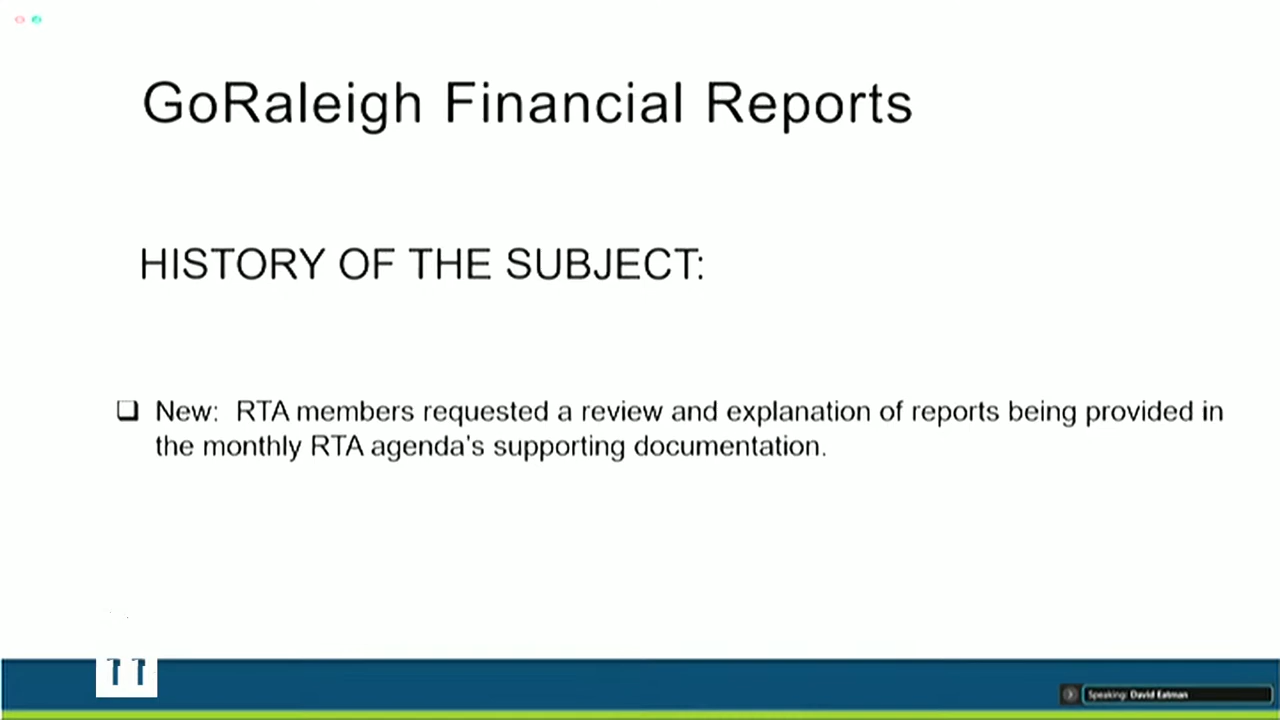 GoRaleigh Financial Reports
HISTORY OF THE SUBJECT:
New: RTA members requested a review and explanation of reports being provided in
the monthly RTA agenda's supporting documentation.
11
Speaking: David Eatman